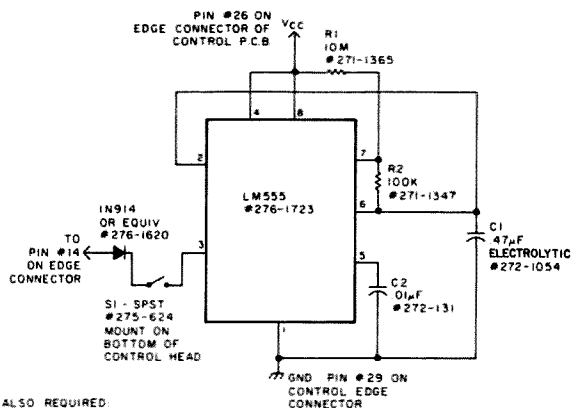 PIN #26 ON
EDGE CONNECTOR OF
CONTROL P.C.B.
VCC
R1
10M
#271-1365
4
8
2
7
LM555
#276-1723
R2
100K
#271-1347
6
1N914
OR EQUIV
#276-1620
TO
PIN #14
ON EDGE
CONNECTOR
3
C1
.47µF
ELECTROLYTIC
#272-1054
5
S1 - SPST
#275-624
MOUNT ON
BOTTOM OF
CONTROL HEAD
C2
.01µF
#272-131
1
GND PIN #29 ON
CONTROL EDGE
CONNECTOR
ALSO REQUIRED: